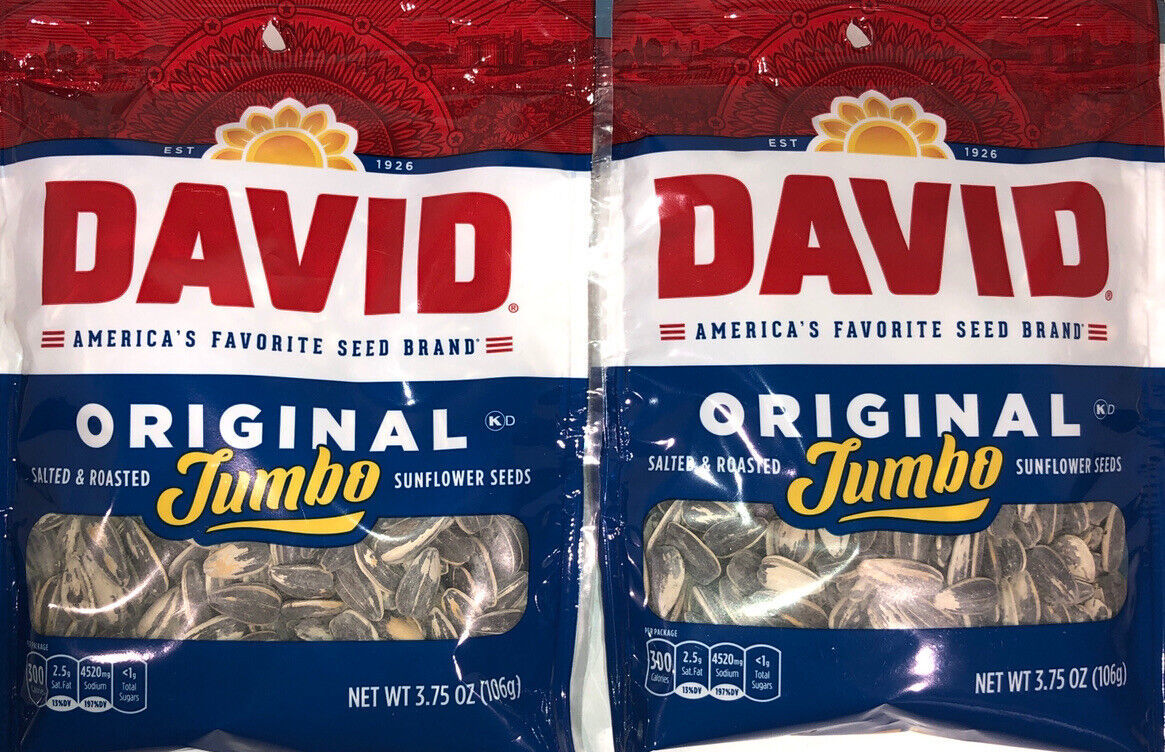 EST 1926
DAVID®
AMERICA'S FAVORITE SEED BRAND
ORIGINAL K D
SALTED & ROASTED Jumbo SUNFLOWER SEEDS
PER PACKAGE
300 Calories 2.5g Sat. Fat 13%DV 4520mg Sodium 197%DV <1g Total Sugars
NET WT 3.75 OZ (106g)
EST 1926
DAVID®
AMERICA'S FAVORITE SEED BRAND
ORIGINAL K D
SALTED & ROASTED Jumbo SUNFLOWER SEEDS
PER PACKAGE
300 Calories 2.5g Sat. Fat 13%DV 4520mg Sodium 197%DV <1g Total Sugars
NET WT 3.75 OZ (106g)